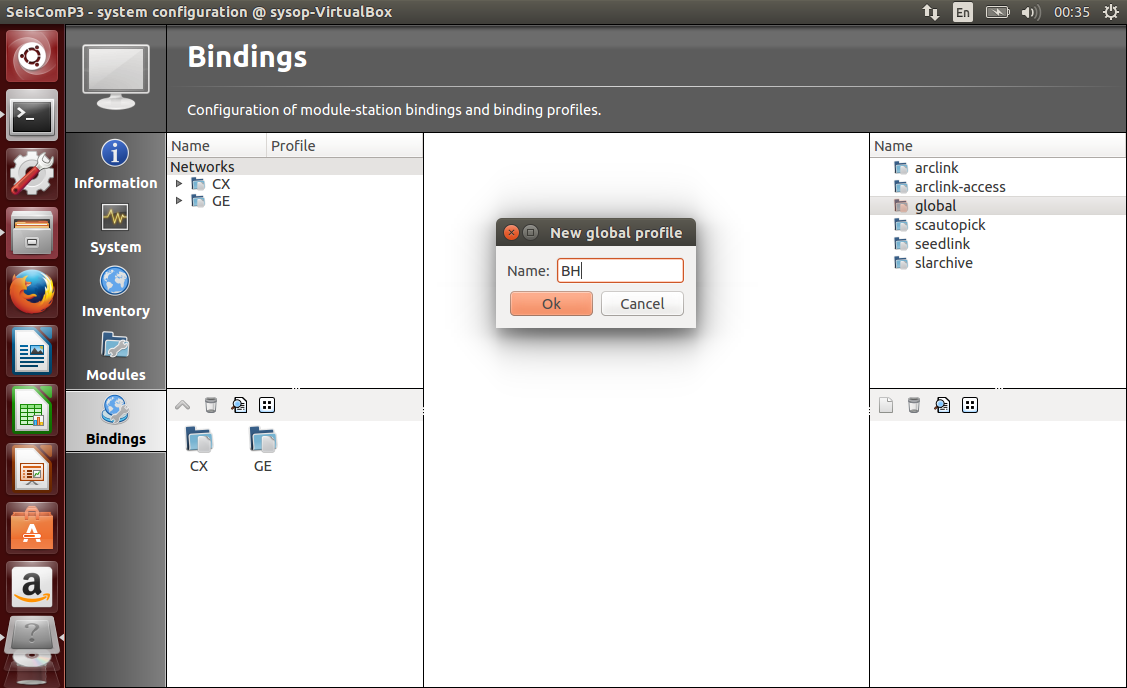 SeisComP3 - system configuration @ sysop-VirtualBox
En
00:35
Bindings
Configuration of module-station bindings and binding profiles.
Information
System
Inventory
Modules
Bindings
Name Profile
Networks
CX
GE
CX GE
New global profile
Name: BH
Ok Cancel
Name
arclink
arclink-access
global
scautopick
seedlink
slarchive